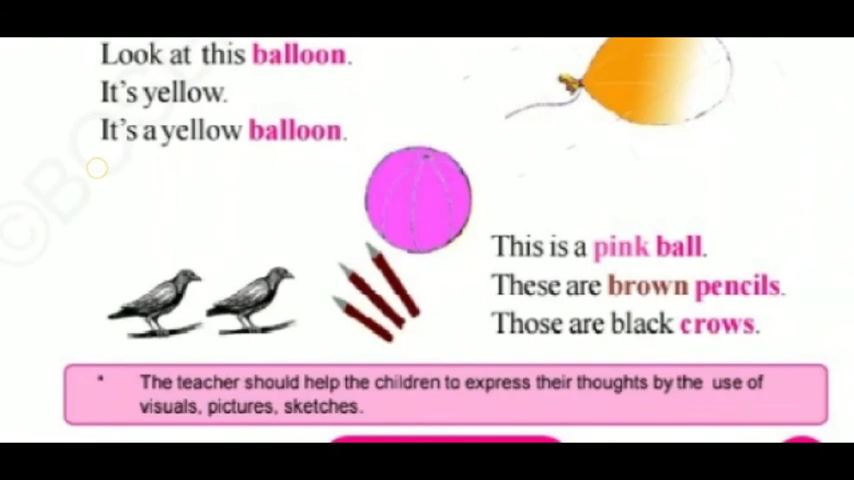 Look at this balloon.
It's yellow.
It's a yellow balloon.
This is a pink ball.
These are brown pencils.
Those are black crows.
* The teacher should help the children to express their thoughts by the use of
visuals, pictures, sketches.